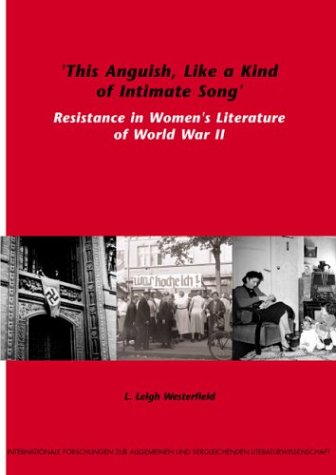 'This Anguish, Like a Kind
of Intimate Song'
Resistance in Women's Literature
of World War II
L. Leigh Westerfield
INTERNATIONALE FORSCHUNGEN ZUR ALLGEMEINEN UND VERGLEICHENDEN LITERATURWISSENSCHAFT